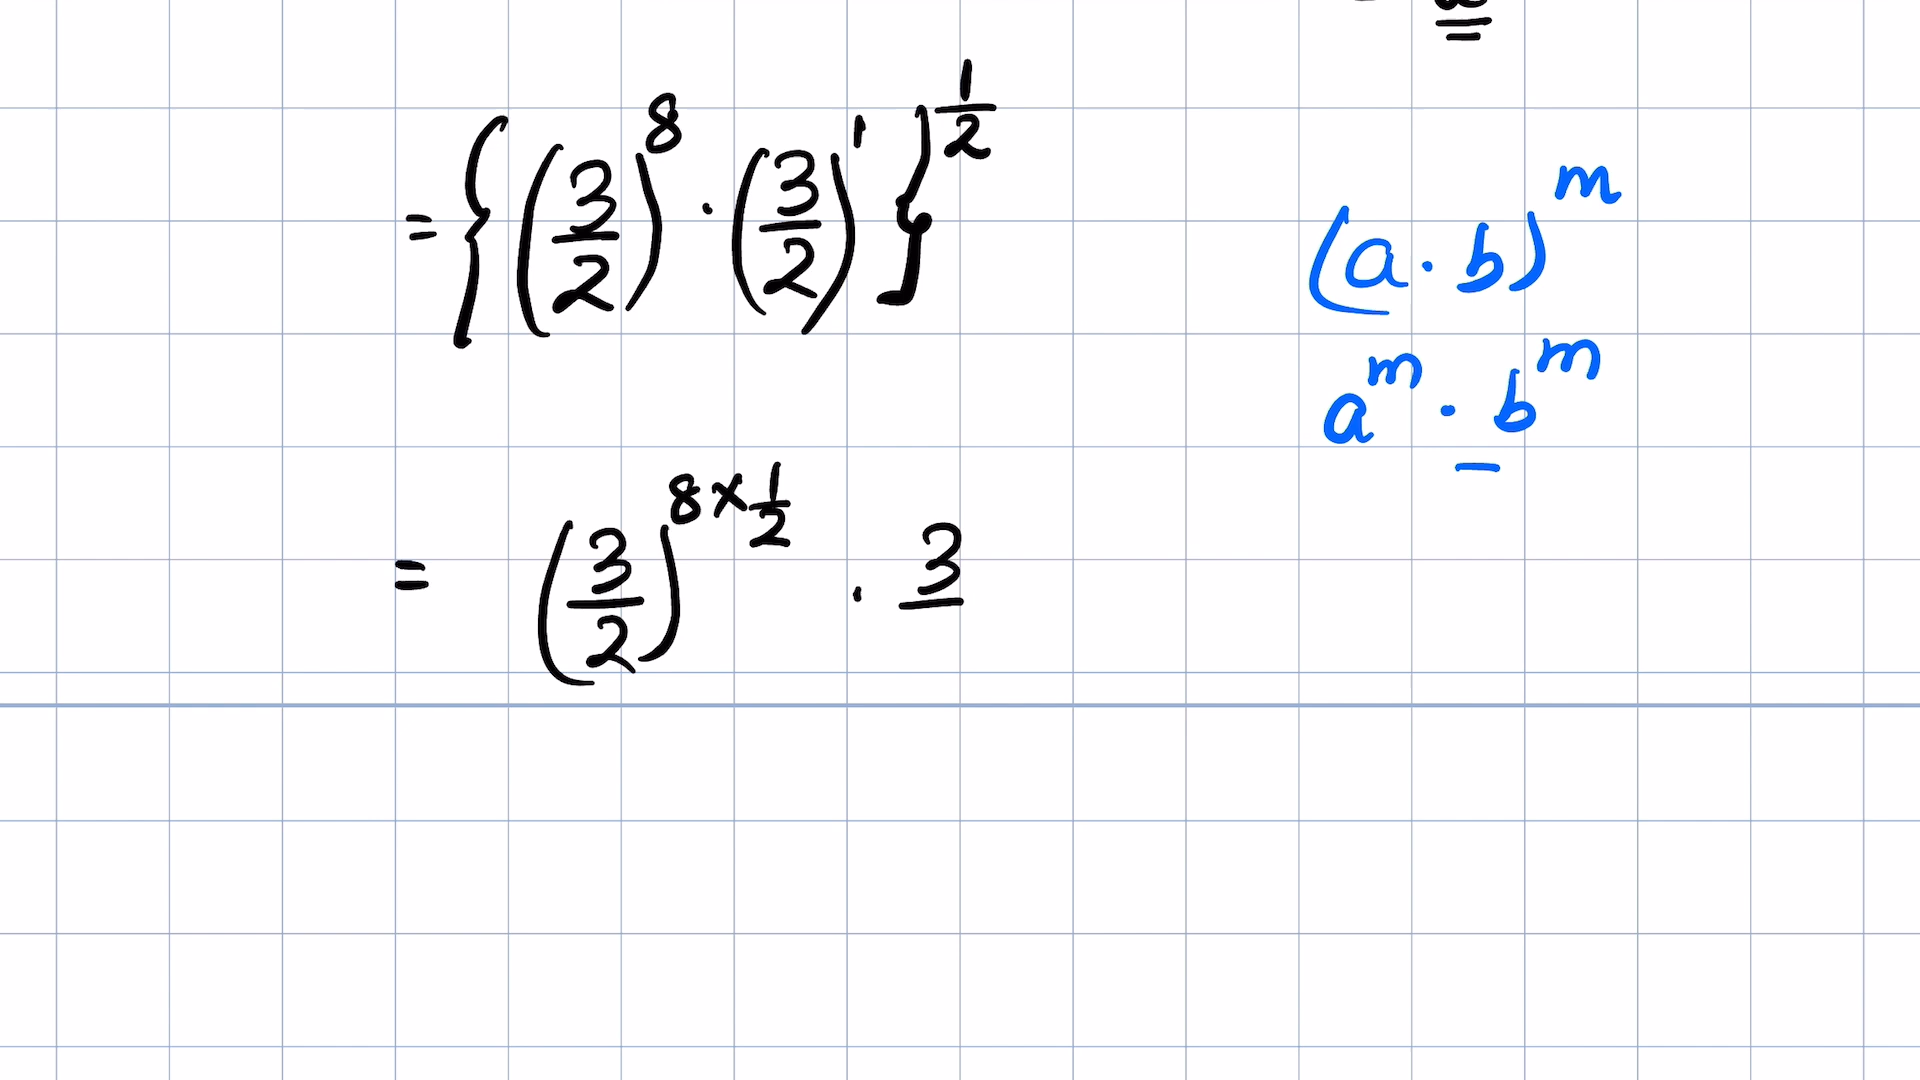 = { (3/2)^8 · (3/2)^1 }^1/2
(a · b)^m
a^m · b^m
= (3/2)^8×1/2 · 3